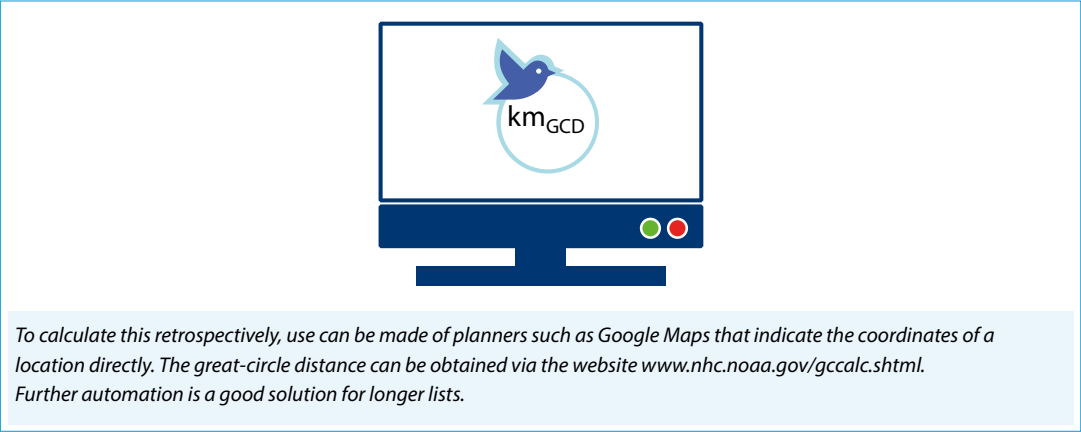 km GCD
To calculate this retrospectively, use can be made of planners such as Google Maps that indicate the coordinates of a
location directly. The great-circle distance can be obtained via the website www.nhc.noaa.gov/gccalc.shtml.
Further automation is a good solution for longer lists.